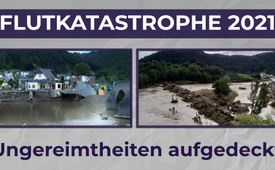 FLUTKATASTROPHE 2021
Ungereimtheiten aufgedeckt